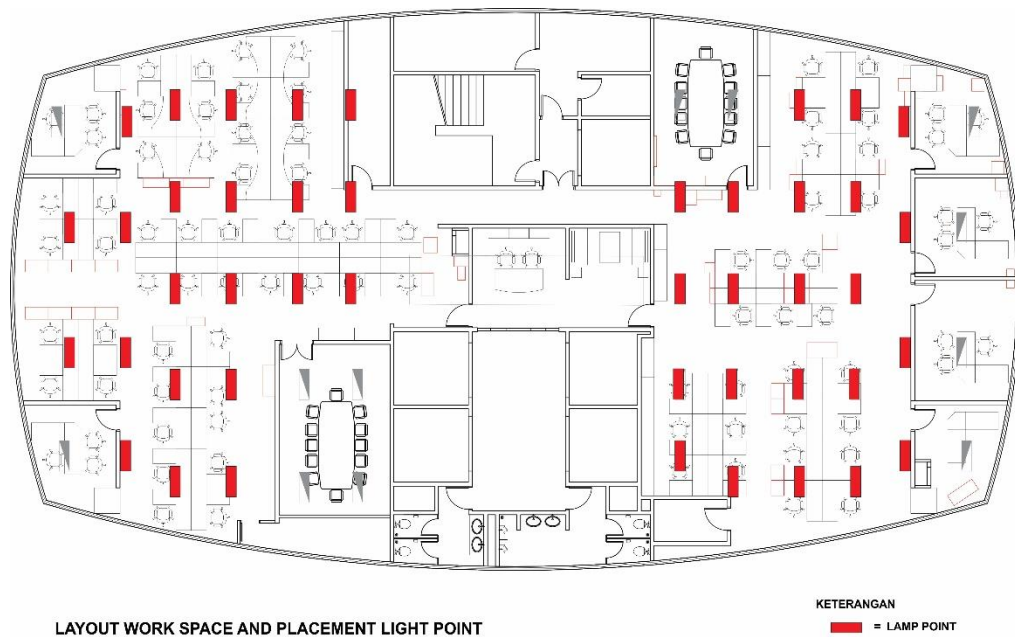 KETERANGAN
LAYOUT WORK SPACE AND PLACEMENT LIGHT POINT
= LAMP POINT